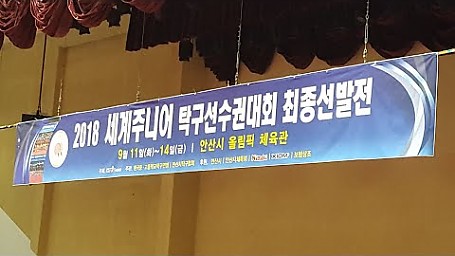 2018 세계주니어 탁구선수권대회 최종선발전
9월 11일(화)~14일(금) | 안산시 올림픽 체육관